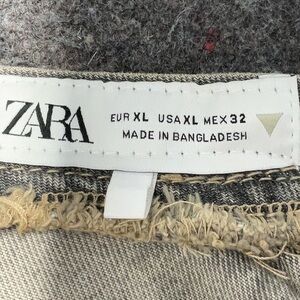 ZARA
EUR XL USA XL MEX 32
MADE IN BANGLADESH